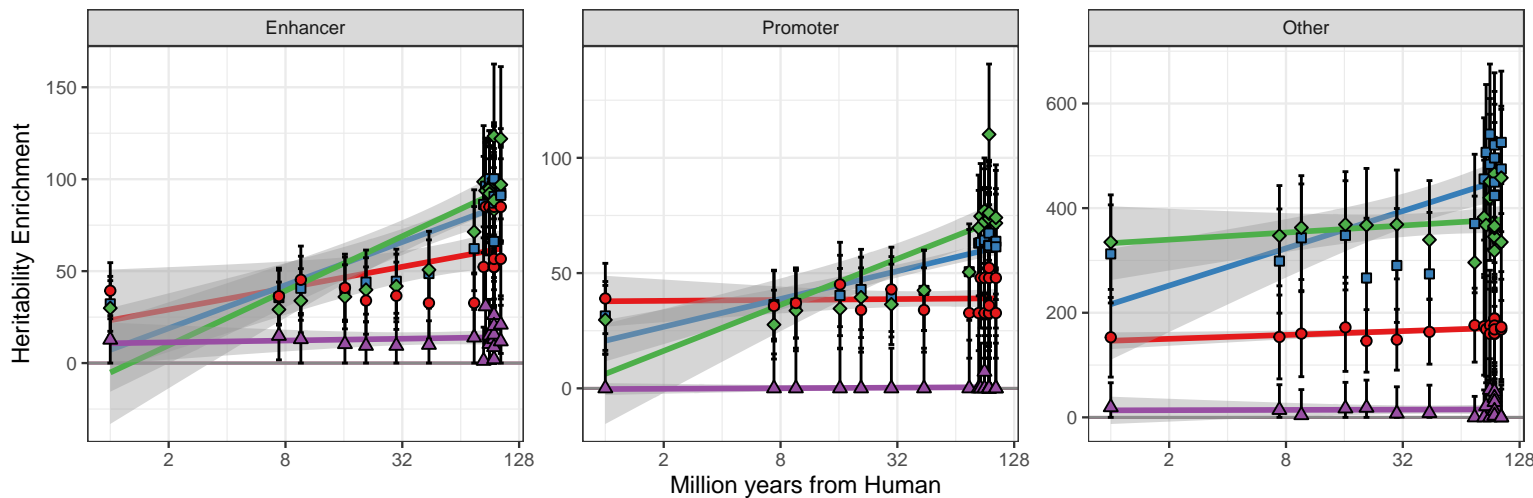 Enhancer Promoter Other
Heritability Enrichment
150
100
50
0
100
50
0
600
400
200
0
2 8 32 128
2 8 32 128
2 8 32 128
Million years from Human